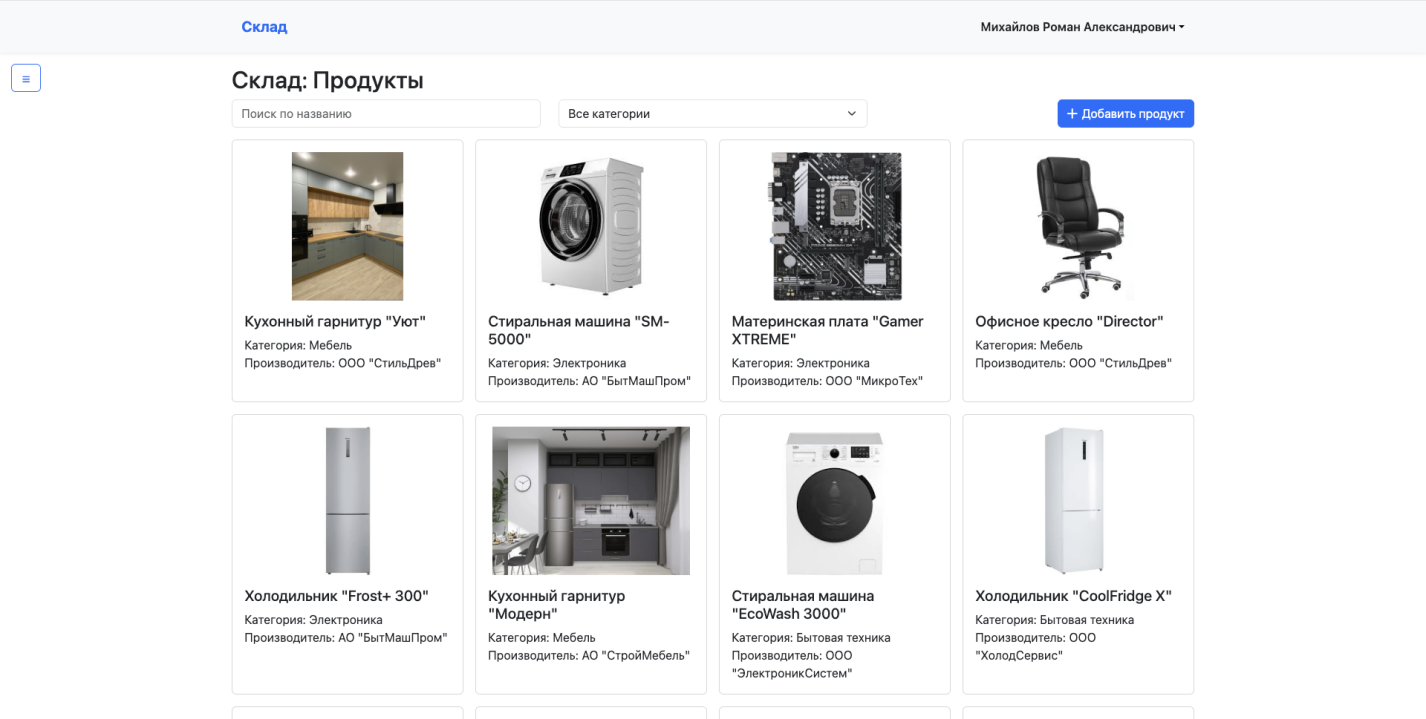 Склад
Михайлов Роман Александрович
Склад: Продукты
Поиск по названию
Все категории
+ Добавить продукт
Кухонный гарнитур "Уют"
Категория: Мебель
Производитель: ООО "СтильДрев"
Стиральная машина "SM-
5000"
Категория: Электроника
Производитель: АО "БытМашПром"
Материнская плата "Gamer
XTREME"
Категория: Электроника
Производитель: ООО "МикроТех"
Офисное кресло "Director"
Категория: Мебель
Производитель: ООО "СтильДрев"
Холодильник "Frost+ 300"
Категория: Электроника
Производитель: АО "БытМашПром"
Кухонный гарнитур
"Модерн"
Категория: Мебель
Производитель: АО "СтройМебель"
Стиральная машина
"EcoWash 3000"
Категория: Бытовая техника
Производитель: ООО
"ЭлектроникСистем"
Холодильник "CoolFridge X"
Категория: Бытовая техника
Производитель: ООО
"ХолодСервис"